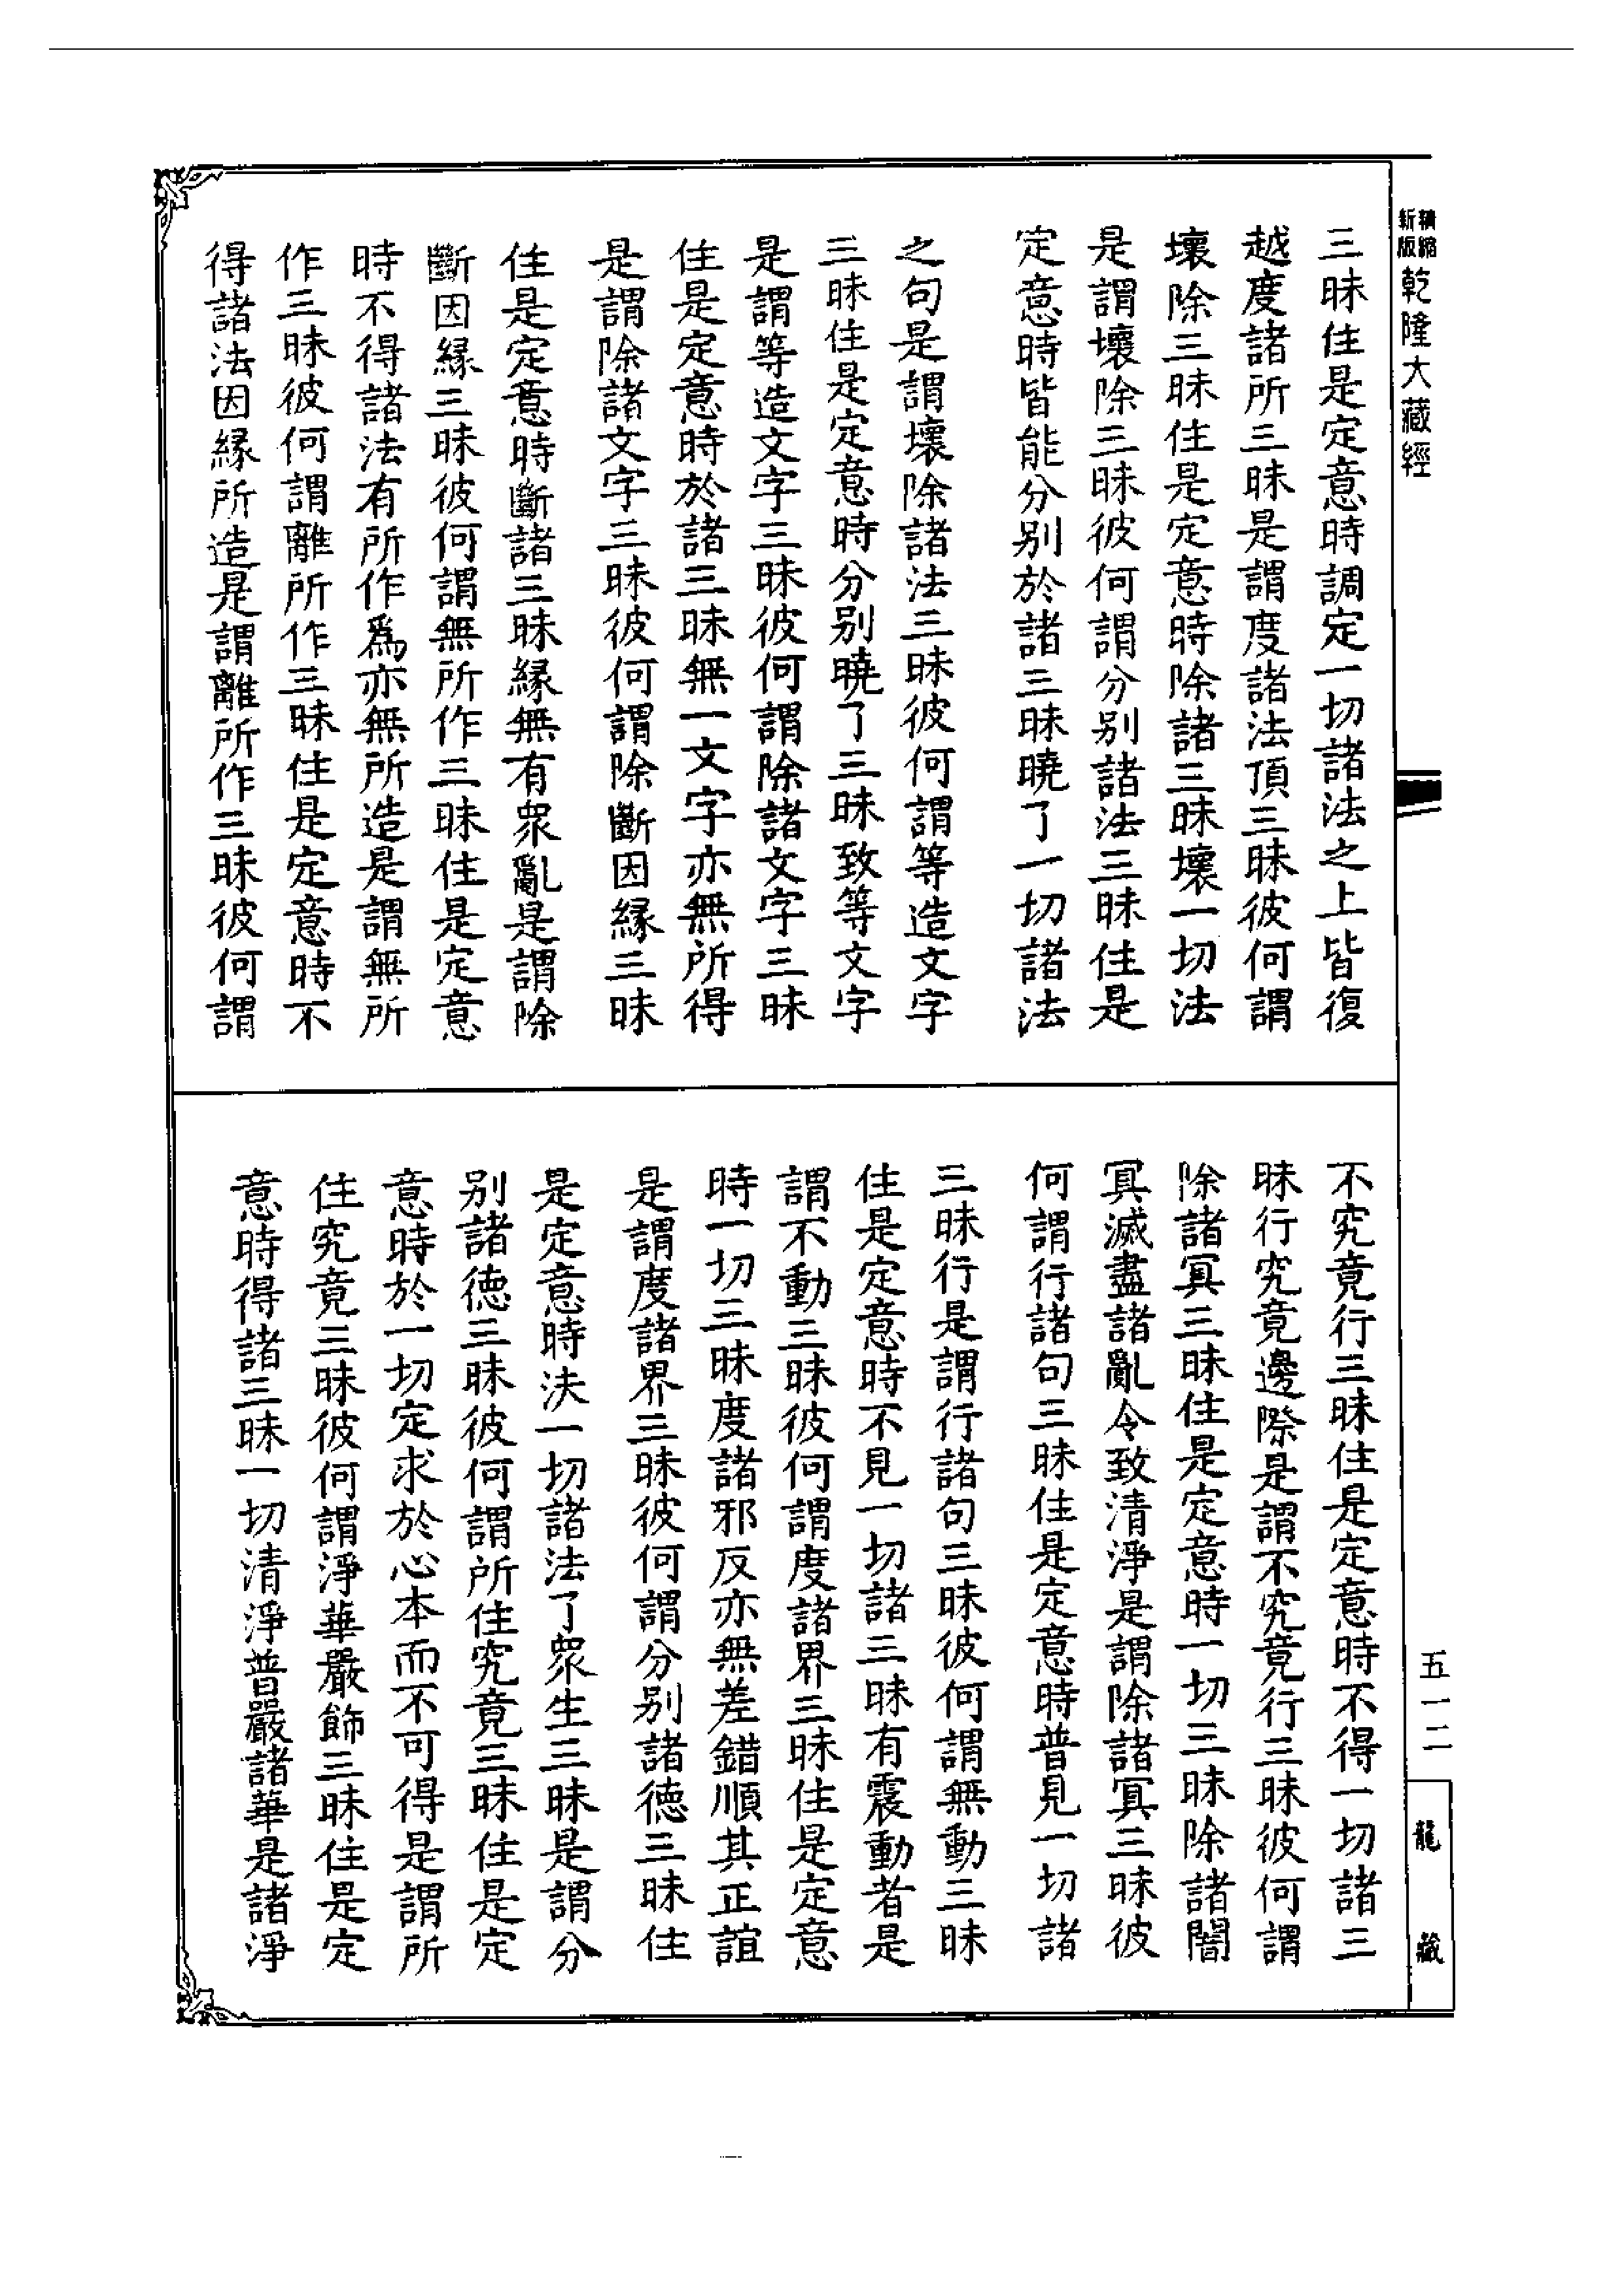 精縮新版乾隆大藏經
三昧住是定意時調定一切諸法之上皆復
越度諸所三昧是謂度諸法頂三昧彼何謂
壞除三昧住是定意時除諸三昧壞一切法
是謂壞除三昧彼何謂分别諸法三昧住是
定意時皆能分别於諸三昧曉了一切諸法
之句是謂壞除諸法三昧彼何謂等造文字
三昧住是定意時分别曉了三昧致等文字
是謂等造文字三昧彼何謂除諸文字三昧
住是定意時於諸三昧無一文字亦無所得
是謂除諸文字三昧彼何謂除斷因緣三昧
住是定意時斷諸三昧緣無有眾亂是謂除
斷因緣三昧彼何謂無所作三昧住是定意
時不得諸法有所作為亦無所造是謂無所
作三昧彼何謂離所作三昧住是定意時不
得諸法因緣所造是謂離所作三昧彼何謂
不究竟行三昧住是定意時不得一切諸三
昧行究竟邊際是謂不究竟行三昧彼何謂
除諸冥三昧住是定意時一切三昧除諸闇
冥滅盡諸亂令致清淨是謂除諸冥三昧彼
何謂行諸句三昧住是定意時普見一切諸
三昧行是謂行諸句三昧彼何謂無動三昧
住是定意時不見一切諸三昧有震動者是
謂不動三昧彼何謂度諸界三昧住是定意
時一切三昧度諸邪反亦無差錯順其正誼
是謂度諸界三昧彼何謂分别諸德三昧住
是定意時決一切諸法了眾生三昧是謂分
别諸德三昧彼何謂所住究竟三昧住是定
意時於一切定求於心本而不可得是謂所
住究竟三昧彼何謂淨華嚴飾三昧住是定
意時得諸三昧一切清淨普嚴諸華是諸淨
五一二
龍藏